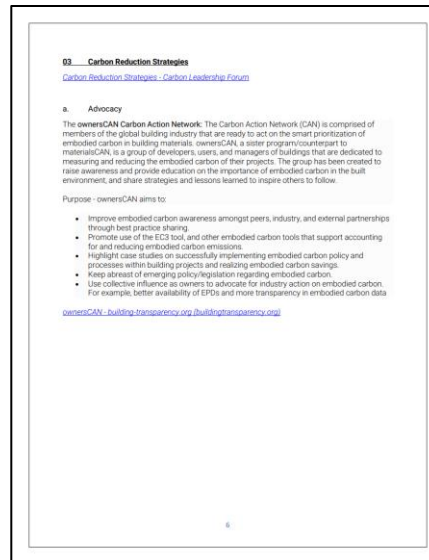 03 Carbon Reduction Strategies
Carbon Reduction Strategies - Carbon Leadership Forum
a. Advocacy
The ownersCAN Carbon Action Network: The Carbon Action Network (CAN) is comprised of
members of the global building industry that are ready to act on the smart prioritization of
embodied carbon in building materials. ownersCAN, a sister program/counterpart to
materialsCAN, is a group of developers, users, and managers of buildings that are dedicated to
measuring and reducing the embodied carbon of their projects. The group has been created to
raise awareness and provide education on the importance of embodied carbon in the built
environment, and share strategies and lessons learned to inspire others to follow.
Purpose - ownersCAN aims to:
• Improve embodied carbon awareness amongst peers, industry, and external partnerships
through best practice sharing.
• Promote use of the EC3 tool, and other embodied carbon tools that support accounting
for and reducing embodied carbon emissions.
• Highlight case studies on successfully implementing embodied carbon policy and
processes within building projects and realizing embodied carbon savings.
• Keep abreast of emerging policy/legislation regarding embodied carbon.
• Use collective influence as owners to advocate for industry action on embodied carbon.
For example, better availability of EPDs and more transparency in embodied carbon data
ownersCAN - building-transparency.org (buildingtransparency.org)
6